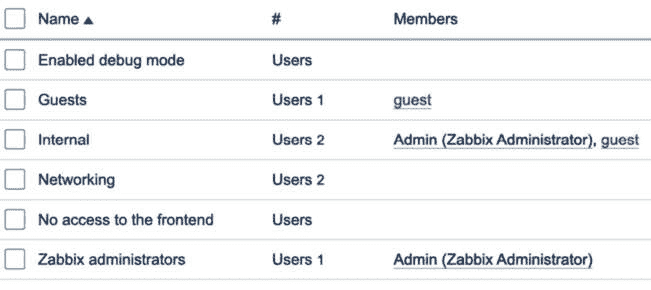 Name ▲ # Members
Enabled debug mode Users
Guests Users 1 guest
Internal Users 2 Admin (Zabbix Administrator), guest
Networking Users 2
No access to the frontend Users
Zabbix administrators Users 1 Admin (Zabbix Administrator)